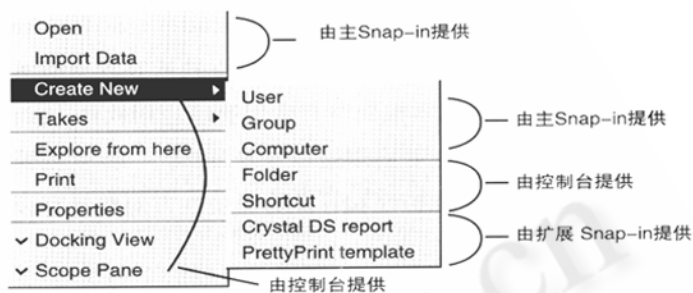 Open
Import Data
由主Snap-in提供
Create New
Takes
Explore from here
Print
Properties
Docking View
Scope Pane
由控制台提供
User
Group
Computer
由主Snap-in提供
Folder
Shortcut
由控制台提供
Crystal DS report
PrettyPrint template
由扩展 Snap-in提供
cn